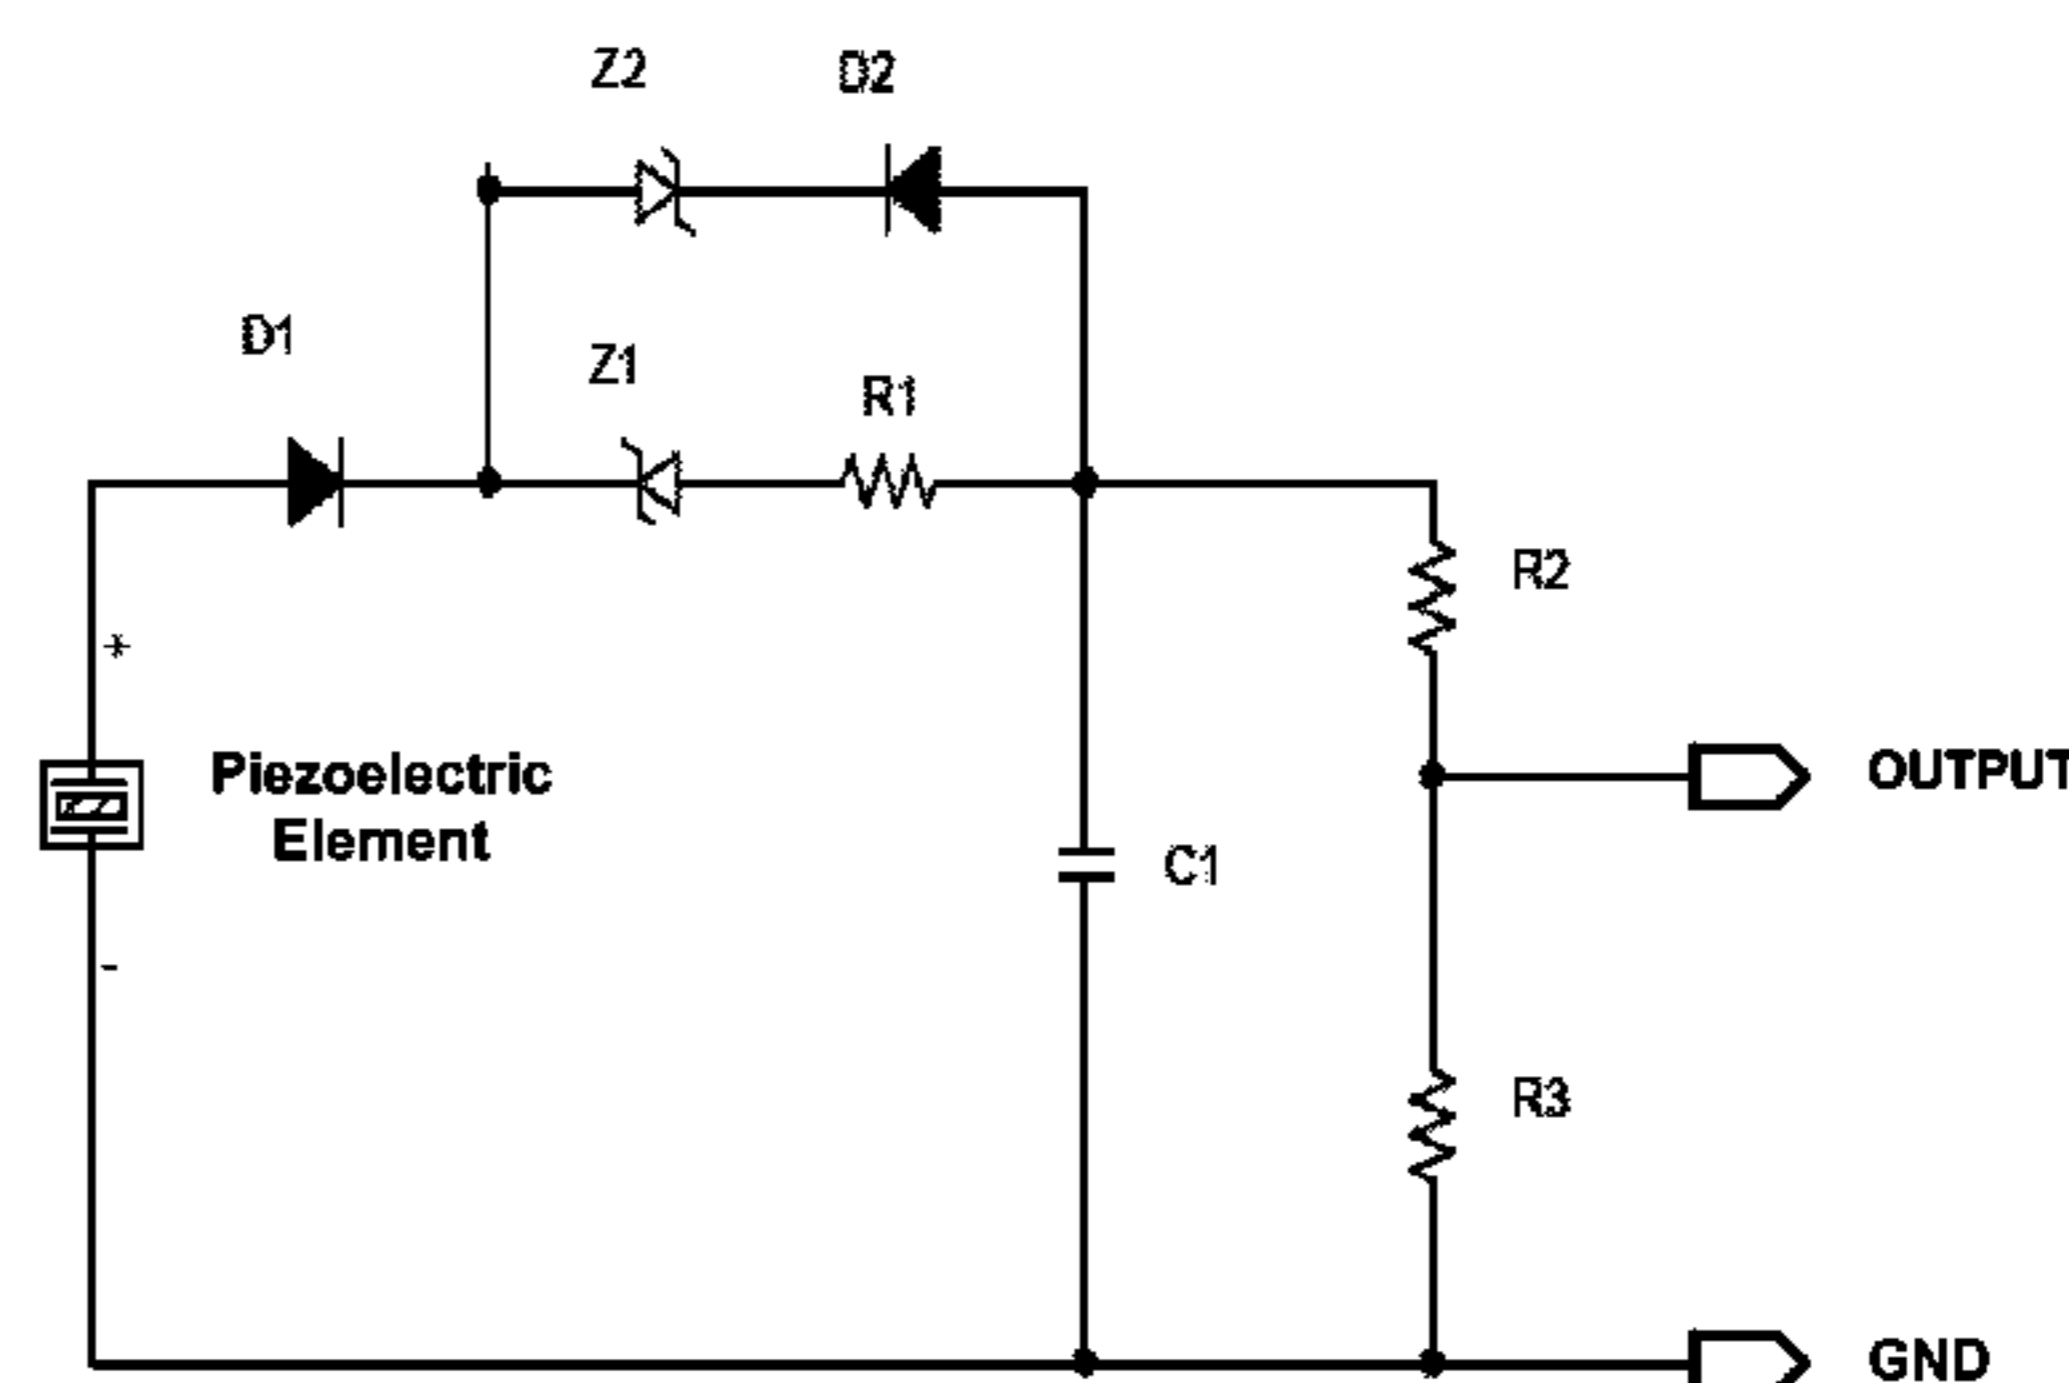 Z2
D2
D1
Z1
R1
R2
+
Piezoelectric
Element
OUTPUT
C1
-
R3
GND